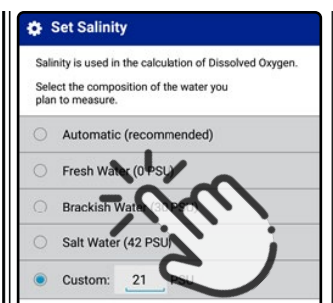 Set Salinity
Salinity is used in the calculation of Dissolved Oxygen.
Select the composition of the water you
plan to measure.
Automatic (recommended)
Fresh Water (0 PSU)
Brackish Water (30 PSU)
Salt Water (42 PSU)
Custom: 21 PSU